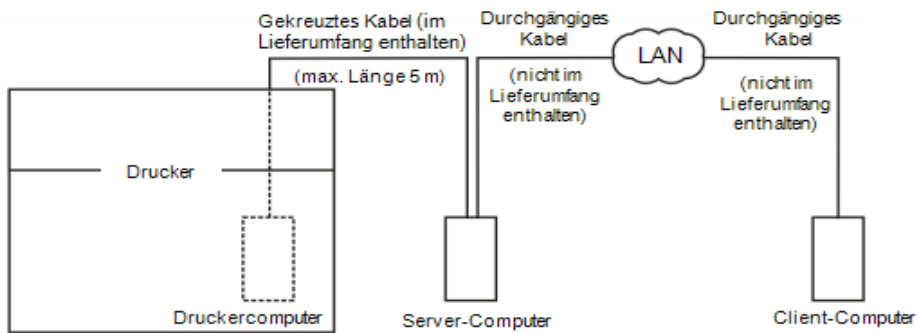 Gekreuztes Kabel (im
Lieferumfang enthalten)
(max. Länge 5 m)
Durchgängiges
Kabel
(nicht im
Lieferumfang
enthalten)
LAN
Durchgängiges
Kabel
(nicht im
Lieferumfang
enthalten)
Drucker
Druckercomputer
Server-Computer
Client-Computer